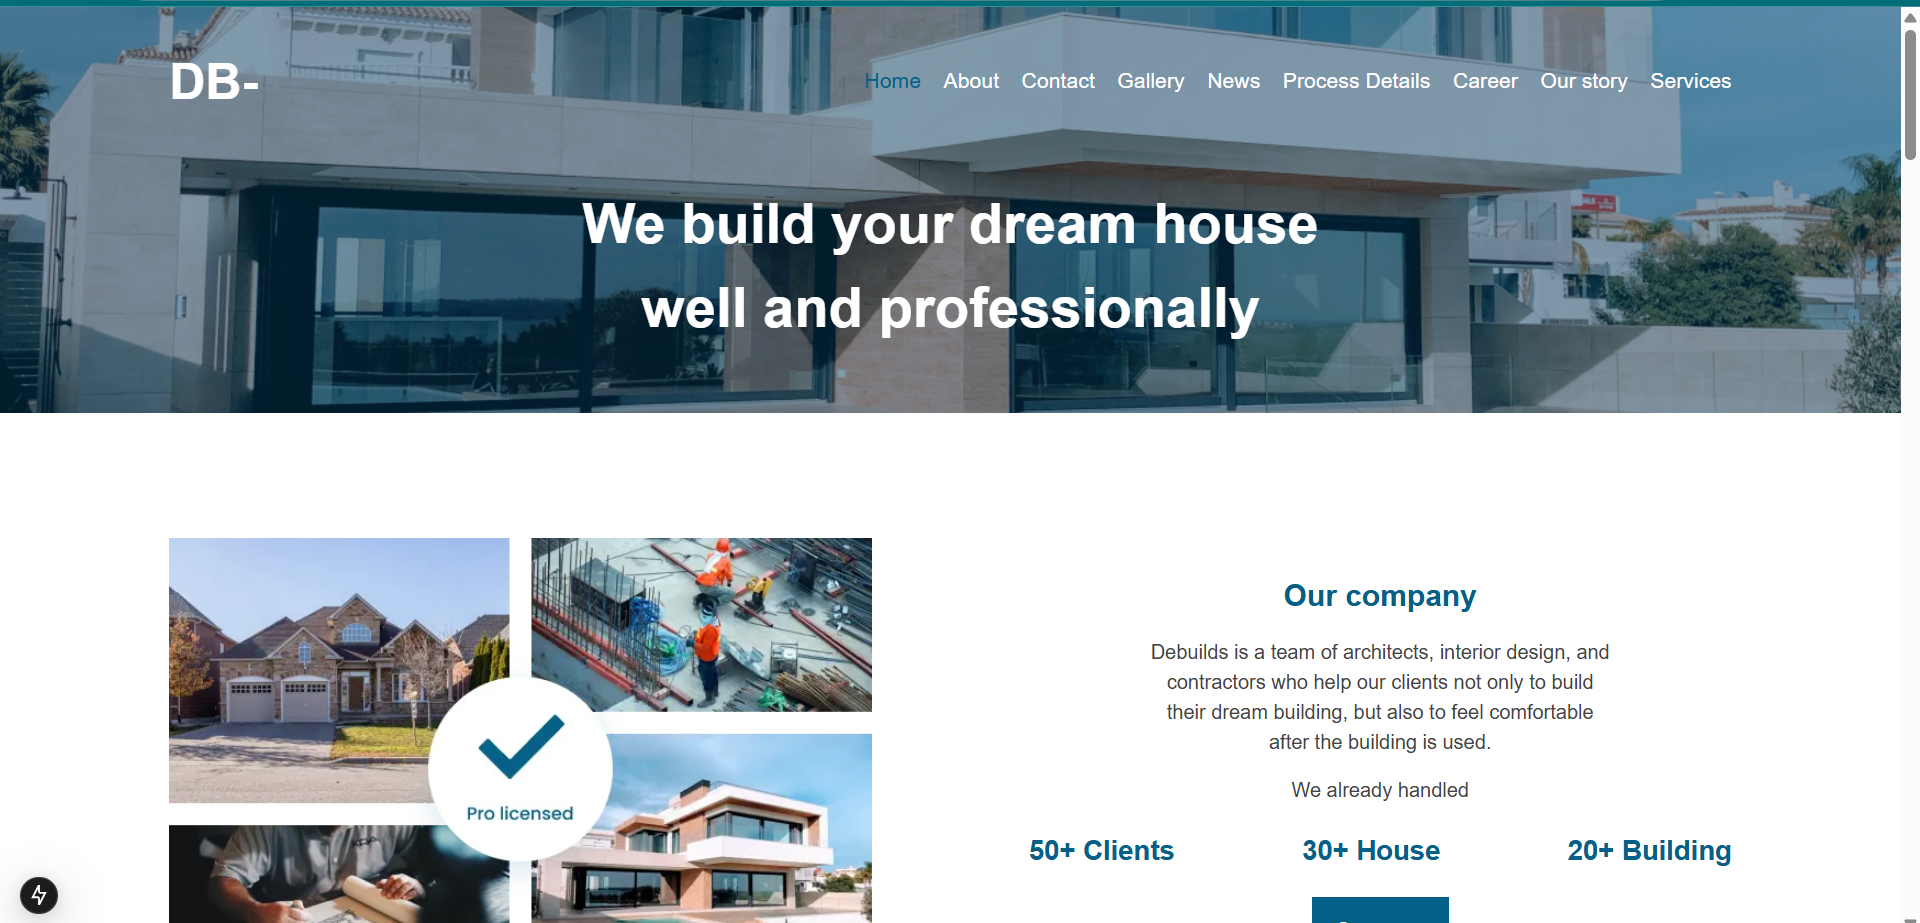 DB-
Home About Contact Gallery News Process Details Career Our story Services
We build your dream house
well and professionally
Our company
Debuilds is a team of architects, interior design, and
contractors who help our clients not only to build
their dream building, but also to feel comfortable
after the building is used.
We already handled
50+ Clients 30+ House 20+ Building
Pro licensed